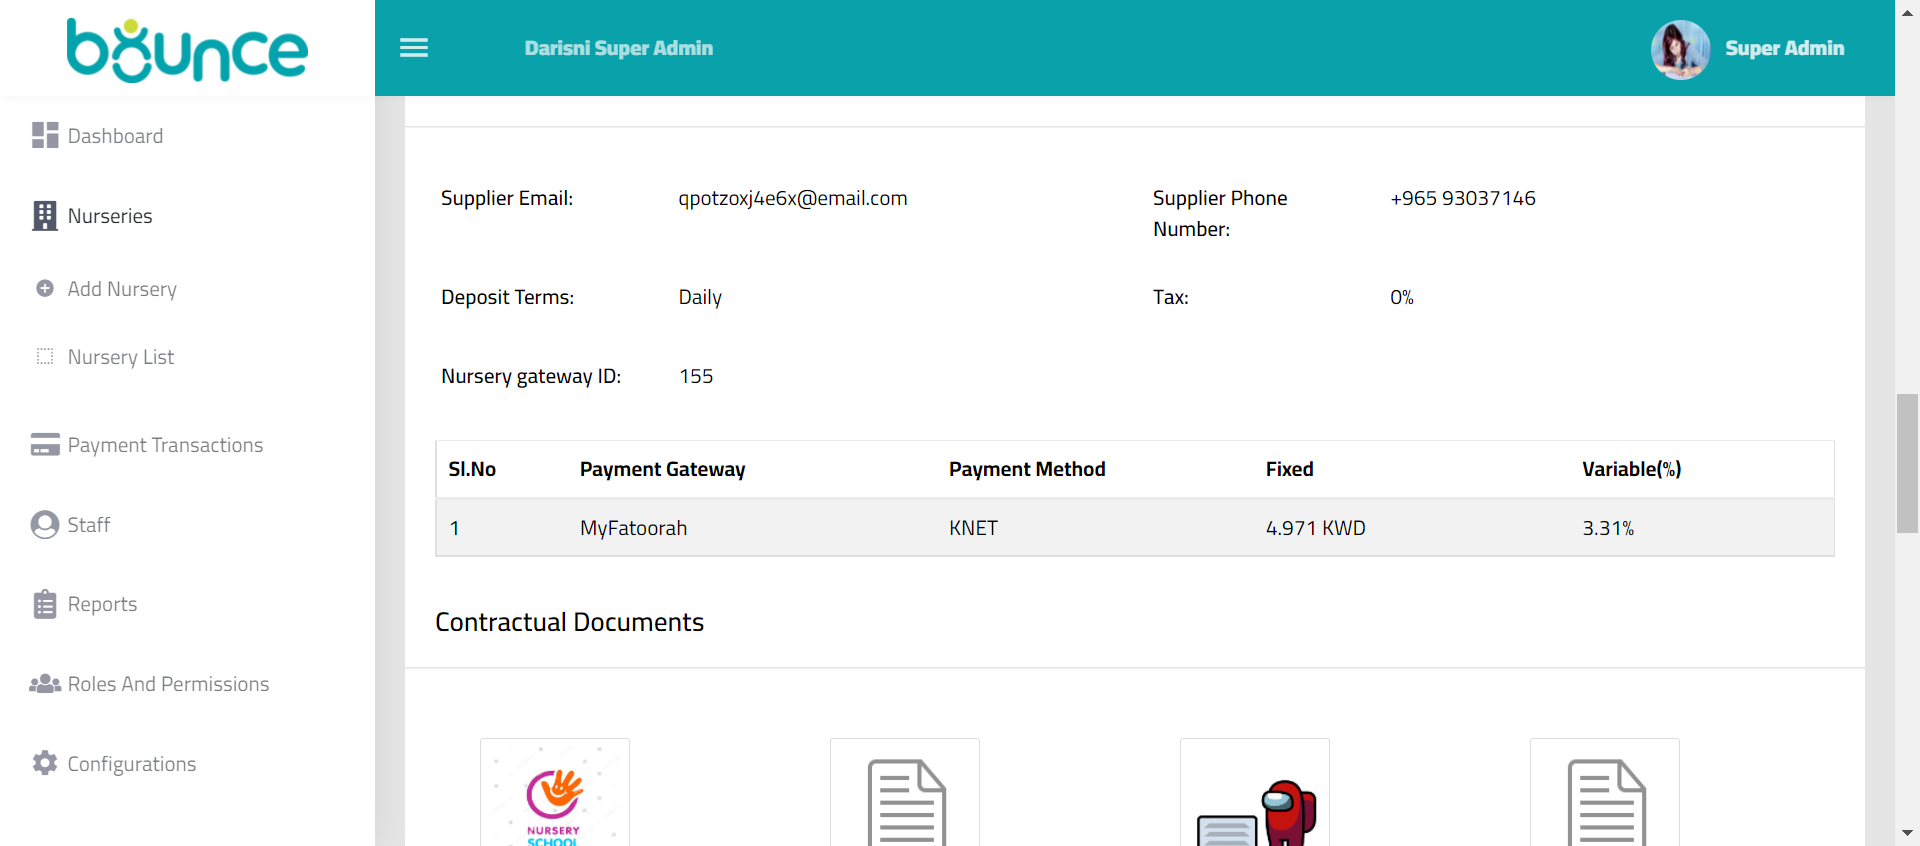 bounce
Darisni Super Admin
Super Admin
Dashboard
Nurseries
Add Nursery
Nursery List
Payment Transactions
Staff
Reports
Roles And Permissions
Configurations
Supplier Email: qpotzoxj4e6x@email.com
Supplier Phone
Number: +965 93037146
Deposit Terms: Daily
Tax: 0%
Nursery gateway ID: 155
Sl.No Payment Gateway Payment Method Fixed Variable(%)
1 MyFatoorah KNET 4.971 KWD 3.31%
Contractual Documents
NURSERY
SCHOOL